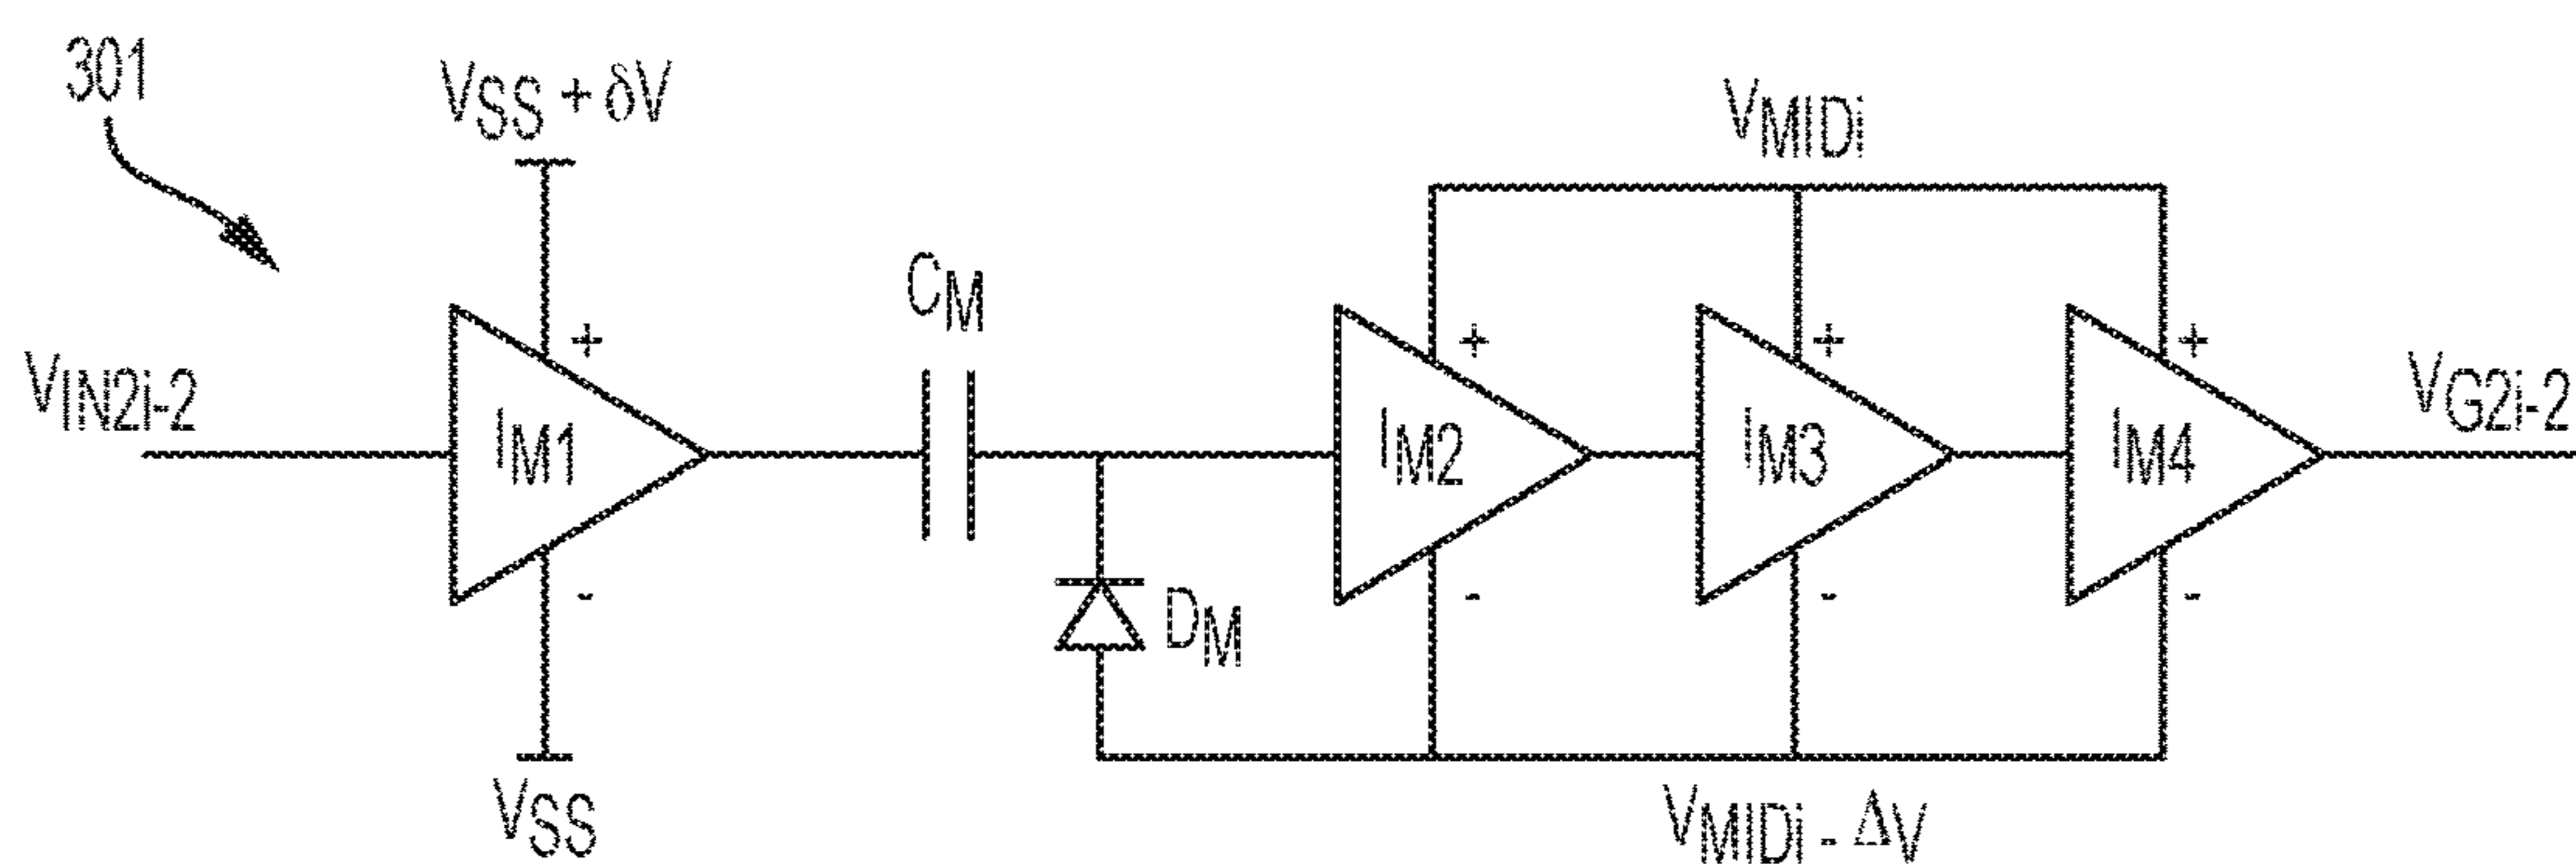 301
VSS + δV
VMIDi
CM
+
+
+
+
VIN2i-2
IM1
IM2
IM3
IM4
VG2i-2
-
DM
-
-
-
VSS
VMIDi - ΔV